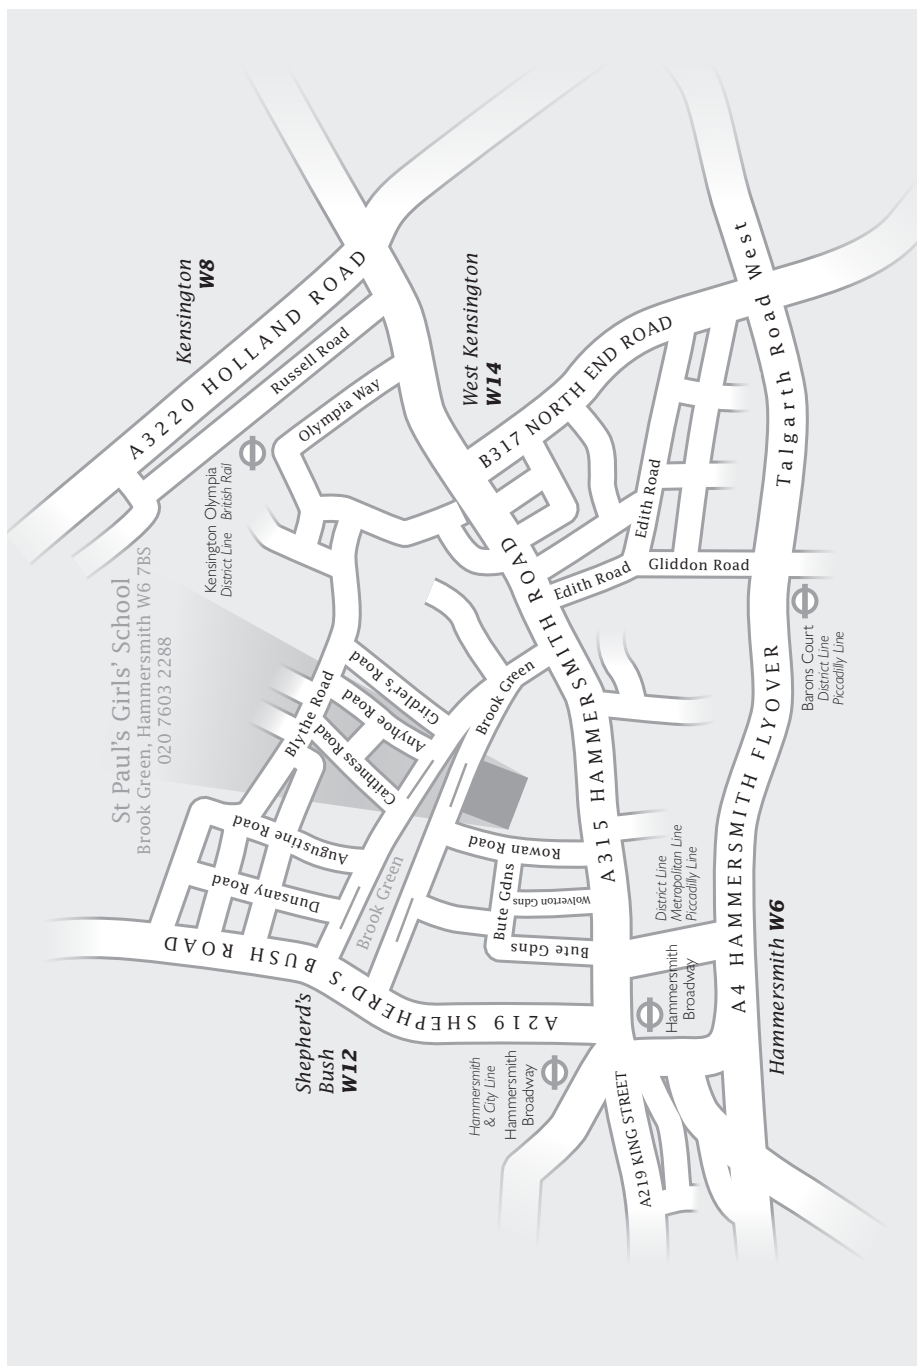 St Paul's Girls' School
Brook Green, Hammersmith W6 7BS
020 7603 2288
Kensington
W8
A3220 HOLLAND ROAD
Russell Road
Olympia Way
Kensington Olympia
District Line British Rail
West Kensington
W14
B317 NORTH END ROAD
Talgarth Road West
Edith Road
Edith Road
Gliddon Road
Barons Court
District Line
Piccadilly Line
Blythe Road
Girdler's Road
Anyhoe Road
Caithness Road
Brook Green
Brook Green
Augustine Road
Dunsany Road
Rowan Road
Bute Gdns
Wolverton Gdns
Bute Gdns
A315 HAMMERSMITH ROAD
A4 HAMMERSMITH FLYOVER
District Line
Metropolitan Line
Piccadilly Line
Hammersmith
Broadway
Hammersmith W6
A219 SHEPHERD'S BUSH ROAD
Shepherd's
Bush
W12
Hammersmith
& City Line
Hammersmith
Broadway
A219 KING STREET